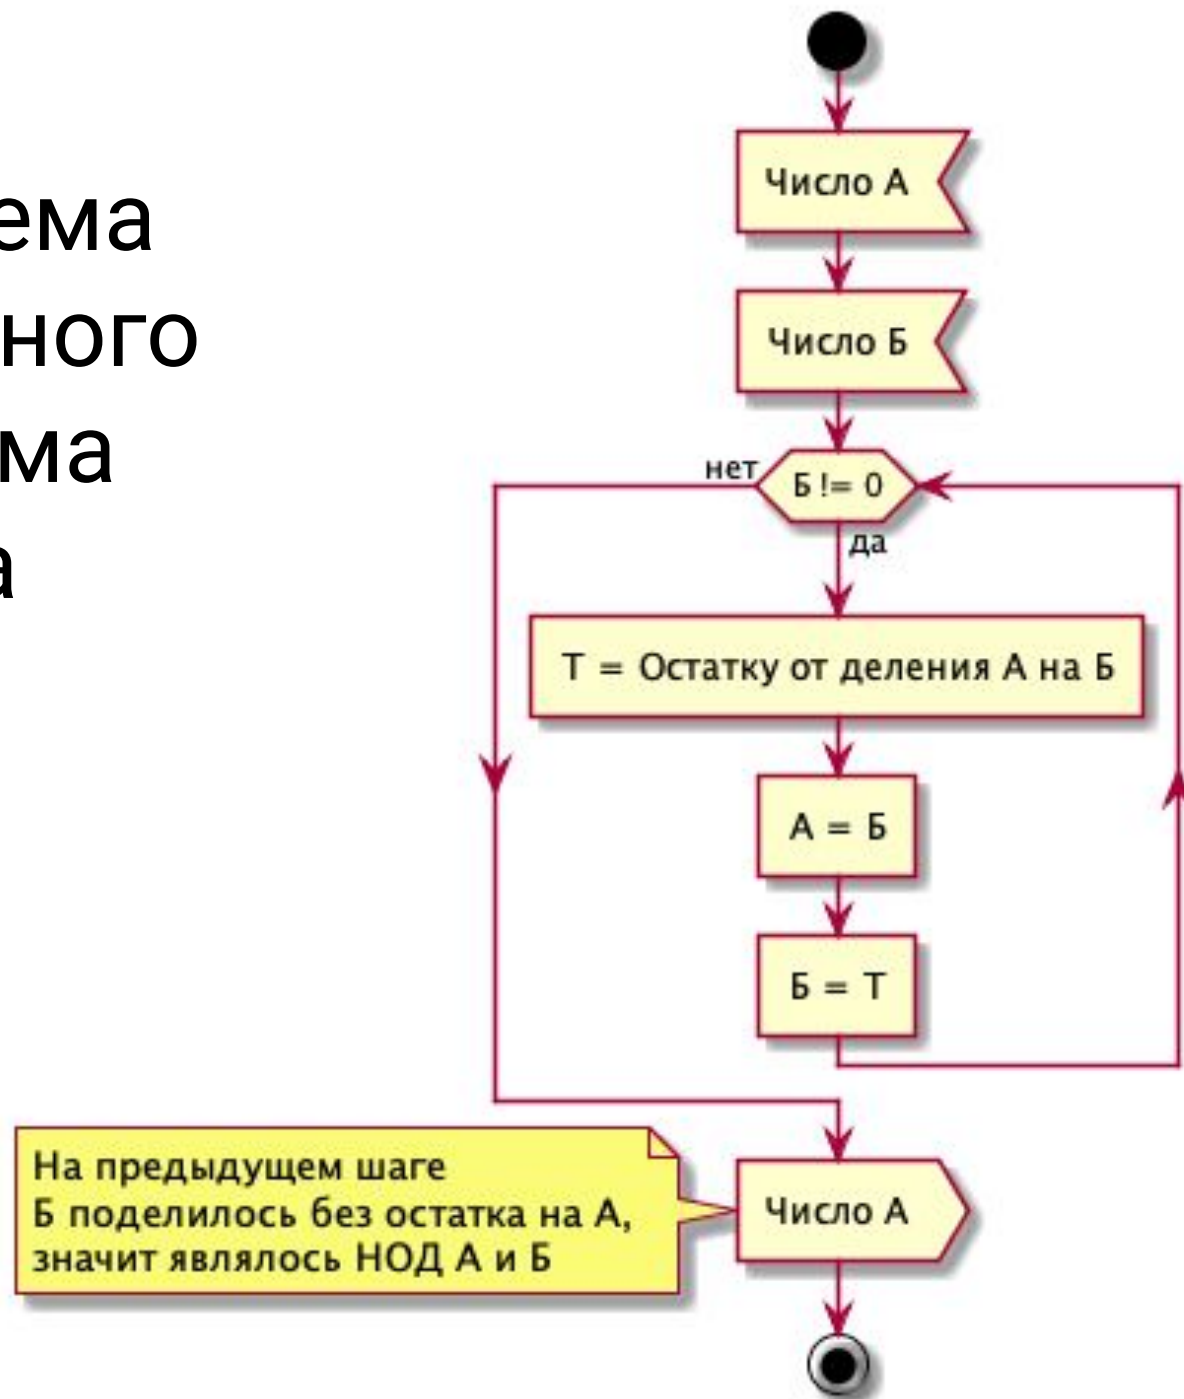 ема
ного
ма
а
Число А
Число Б
Б != 0
нет
да
Т = Остатку от деления А на Б
А = Б
Б = Т
На предыдущем шаге
Б поделилось без остатка на А,
значит являлось НОД А и Б
Число А